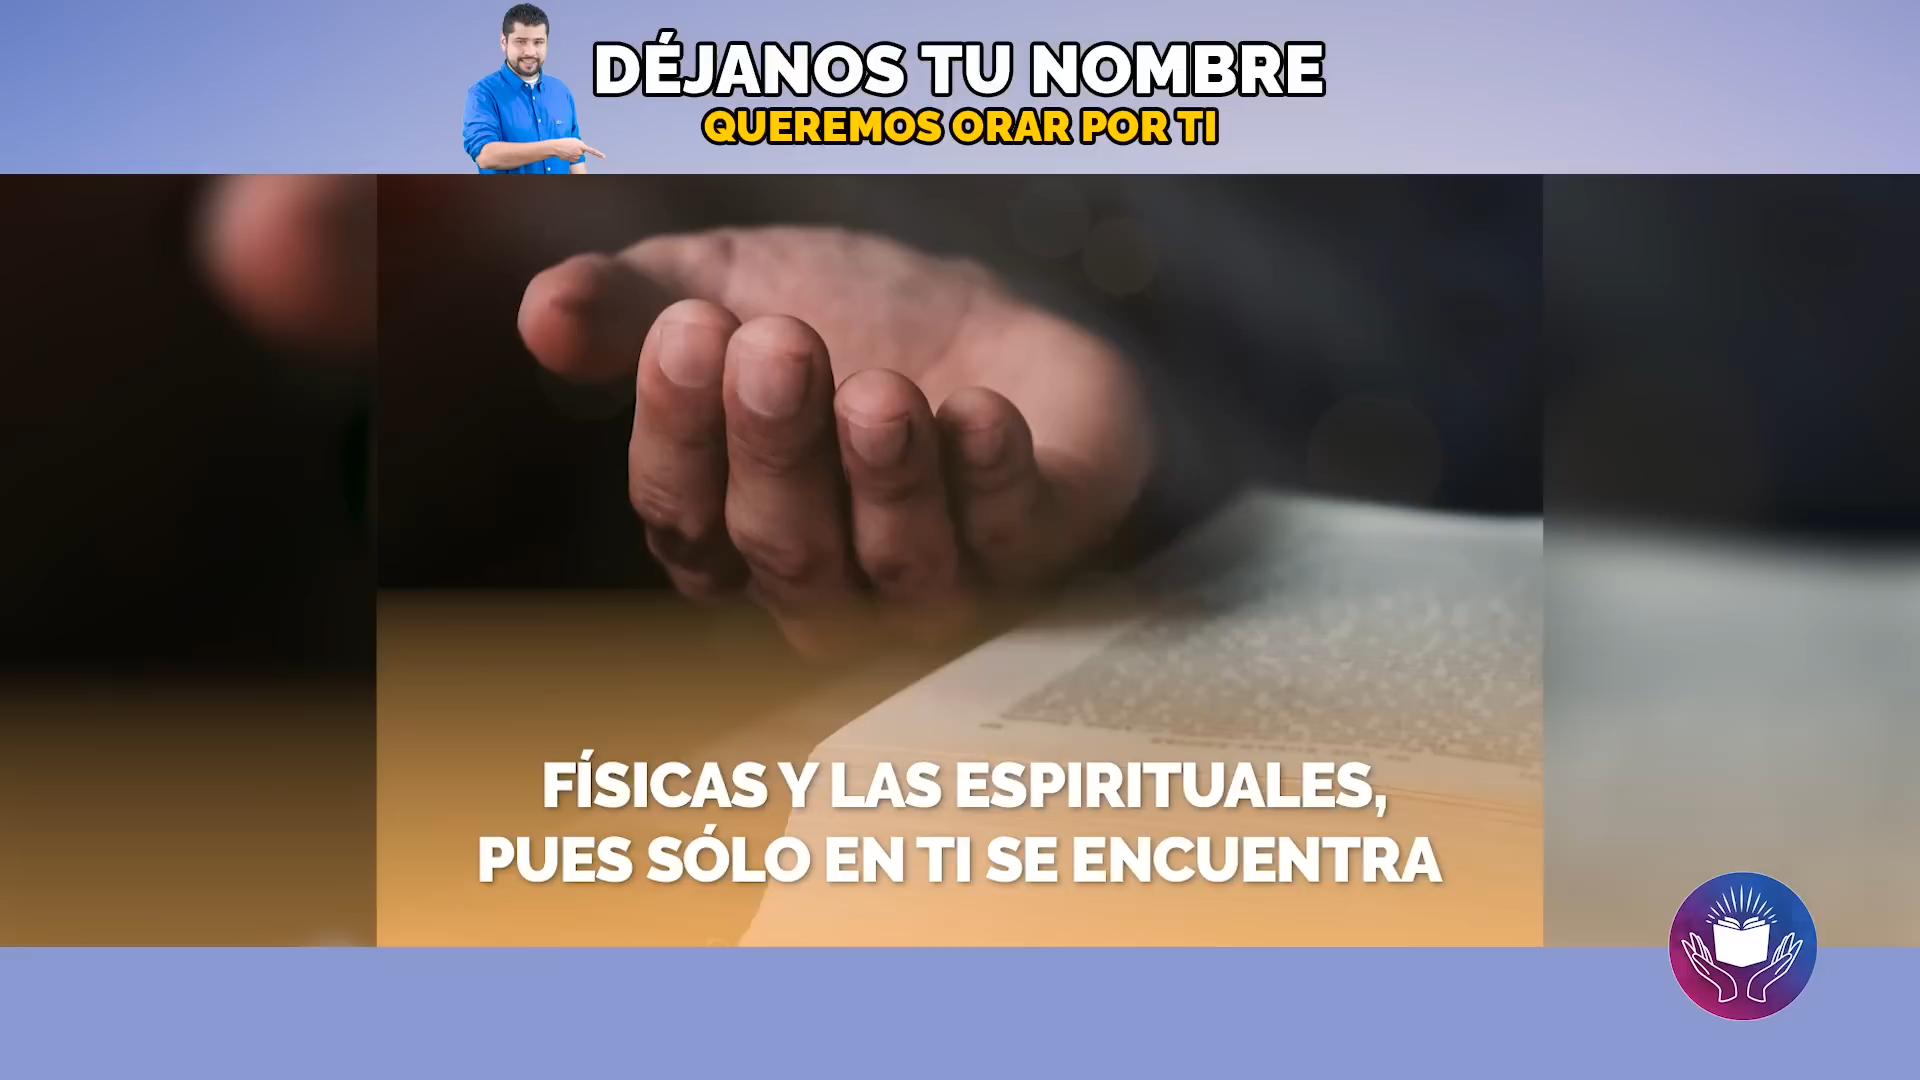 DÉJANOS TU NOMBRE
QUEREMOS ORAR POR TI
FÍSICAS Y LAS ESPIRITUALES,
PUES SÓLO EN TI SE ENCUENTRA